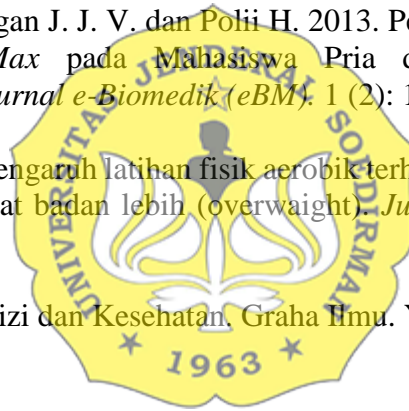 gan J. J. V. dan Polii H. 2013. Pe
Max pada Mahasiswa Pria d
urnal e-Biomedik (eBM). 1 (2): 1
engaruh latihan fisik aerobik terh
at badan lebih (overweight). Ju
izi dan Kesehatan. Graha Ilmu. Y
UNIVERSITAS JENDERAL SOEDIRMAN
1963